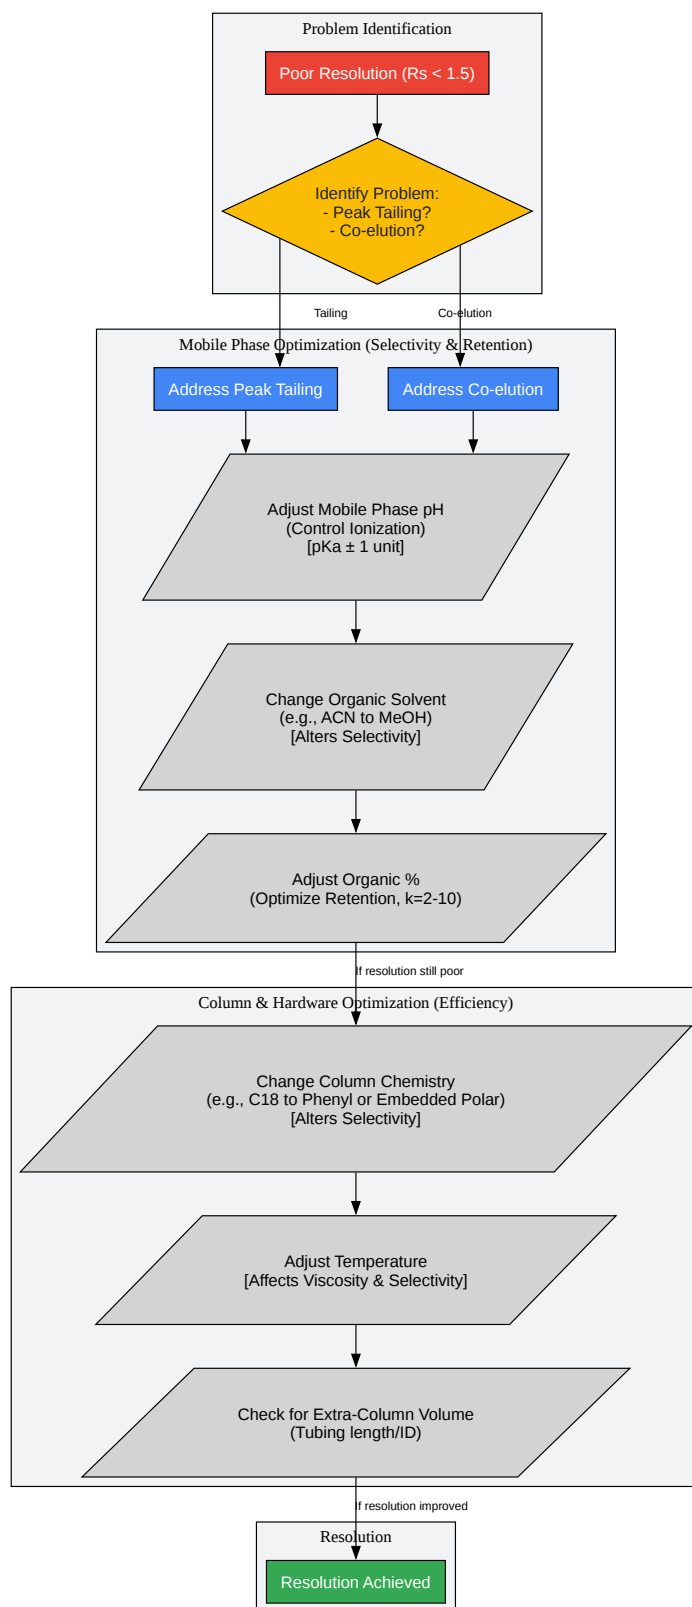 Problem Identification
Poor Resolution (Rs < 1.5)
Identify Problem:
- Peak Tailing?
- Co-elution?
Tailing
Co-elution
Mobile Phase Optimization (Selectivity & Retention)
Address Peak Tailing
Address Co-elution
Adjust Mobile Phase pH
(Control Ionization)
[pKa ± 1 unit]
Change Organic Solvent
(e.g., ACN to MeOH)
[Alters Selectivity]
Adjust Organic %
(Optimize Retention, k=2-10)
If resolution still poor
Column & Hardware Optimization (Efficiency)
Change Column Chemistry
(e.g., C18 to Phenyl or Embedded Polar)
[Alters Selectivity]
Adjust Temperature
[Affects Viscosity & Selectivity]
Check for Extra-Column Volume
(Tubing length/ID)
If resolution improved
Resolution
Resolution Achieved